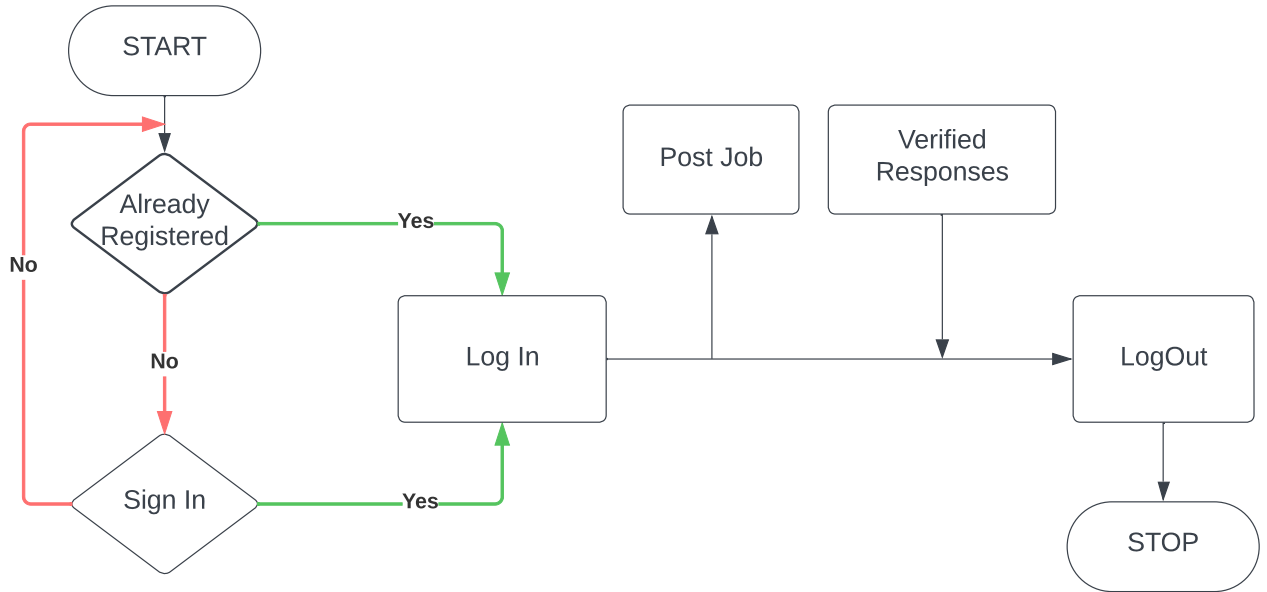 START
Already
Registered
Yes
No
No
Sign In
Yes
Log In
Post Job
Verified
Responses
LogOut
STOP